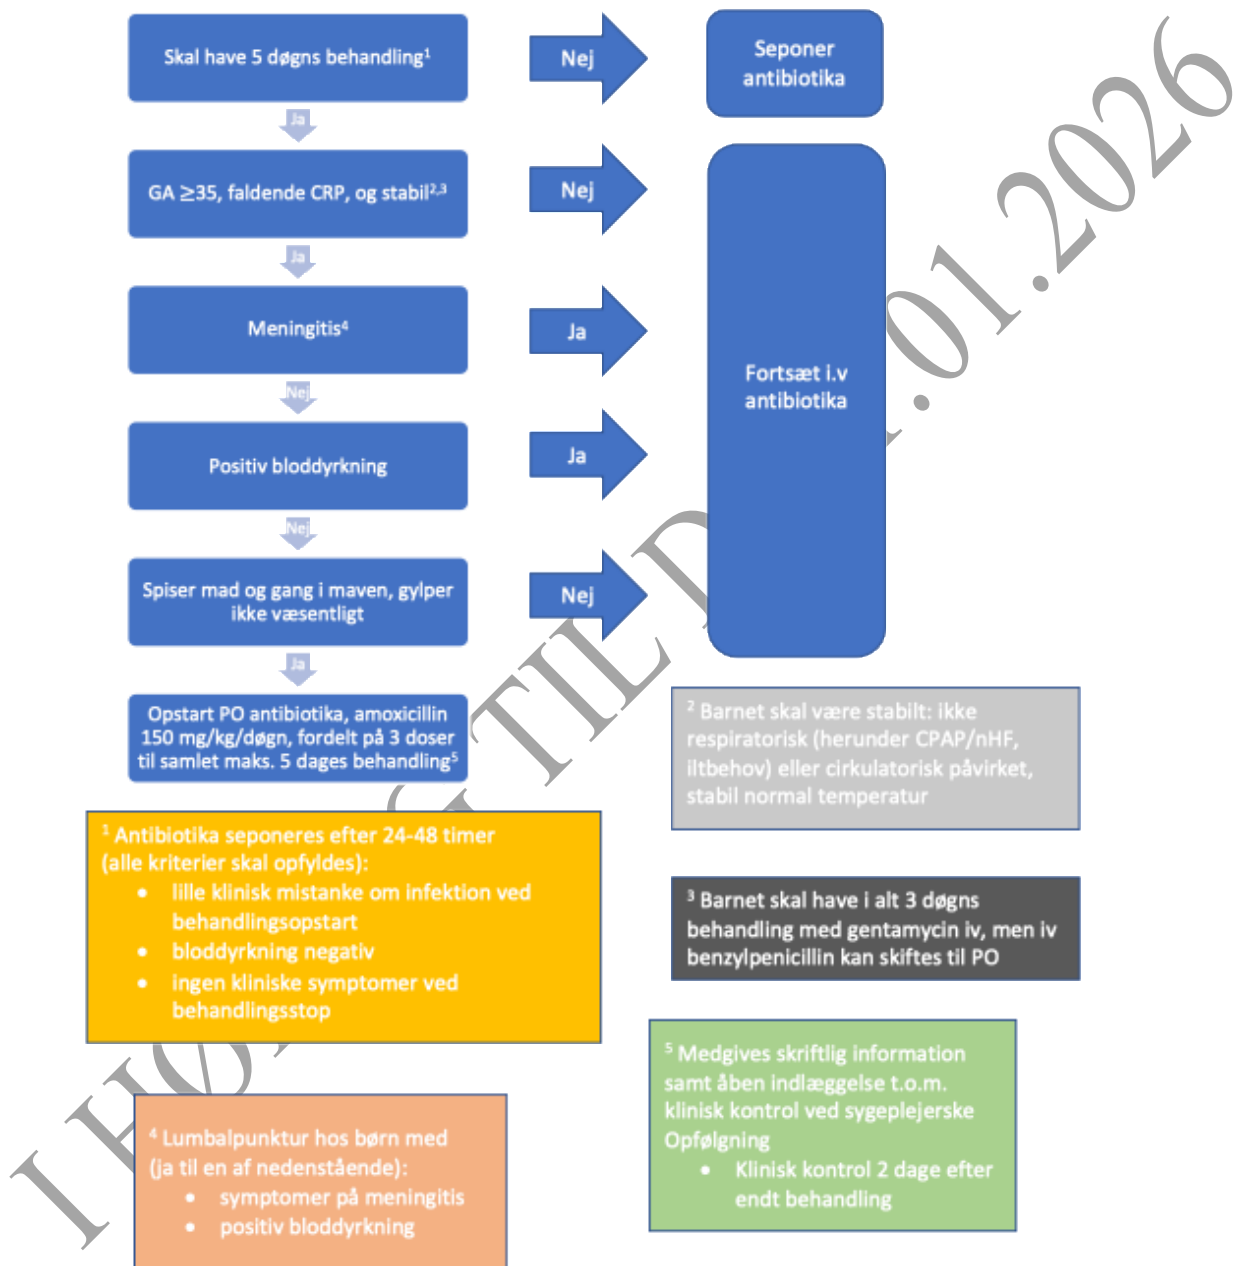 Skal have 5 døgns behandling¹
Nej
Seponer
antibiotika
Ja
GA ≥35, faldende CRP, og stabil²,³
Nej
Ja
Meningitis⁴
Ja
Fortsæt i.v
antibiotika
Nej
Positiv bloddyrkning
Ja
Nej
Spiser mad og gang i maven, gylper
ikke væsentligt
Nej
Ja
Opstart PO antibiotika, amoxicillin
150 mg/kg/døgn, fordelt på 3 doser
til samlet maks. 5 dages behandling⁵
² Barnet skal være stabilt: ikke
respiratorisk (herunder CPAP/nHF,
iltbehov) eller cirkulatorisk påvirket,
stabil normal temperatur
¹ Antibiotika seponeres efter 24-48 timer
(alle kriterier skal opfyldes):
• lille klinisk mistanke om infektion ved
behandlingsopstart
• bloddyrkning negativ
• ingen kliniske symptomer ved
behandlingsstop
³ Barnet skal have i alt 3 døgns
behandling med gentamycin iv, men iv
benzylpenicillin kan skiftes til PO
⁵ Medgives skriftlig information
samt åben indlæggelse t.o.m.
klinisk kontrol ved sygeplejerske
Opfølgning
• Klinisk kontrol 2 dage efter
endt behandling
⁴ Lumbalpunktur hos børn med
(ja til en af nedenstående):
• symptomer på meningitis
• positiv bloddyrkning
I TIL .01.2026